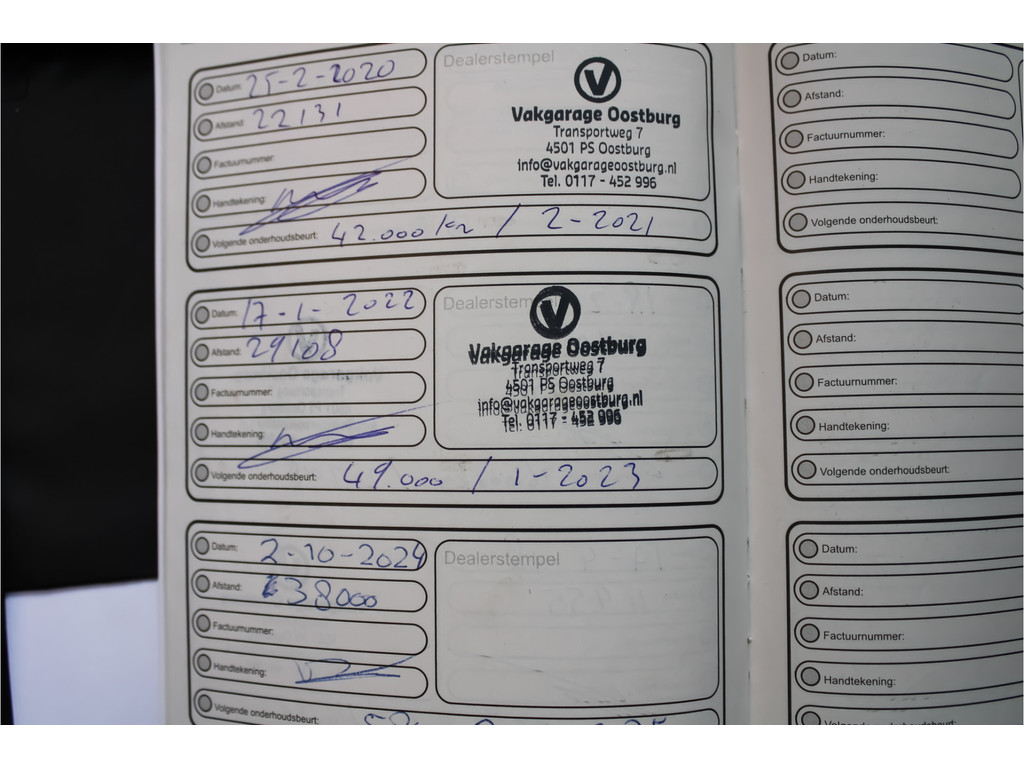 Datum: 25-2-2020
Afstand: 22131
Factuurnummer:
Handtekening:
Volgende onderhoudsbeurt: 42.000 km / 2-2021
Dealerstempel
V
Vakgarage Oostburg
Transportweg 7
4501 PS Oostburg
info@vakgarageoostburg.nl
Tel. 0117 - 452 996
Datum: 17-1-2022
Afstand: 29108
Factuurnummer:
Handtekening:
Volgende onderhoudsbeurt: 49.000 / 1-2023
Dealerstempel
V
Vakgarage Oostburg
Transportweg 7
4501 PS Oostburg
info@vakgarageoostburg.nl
Tel. 0117 - 452 996
Datum: 2-10-2024
Afstand: 38000
Factuurnummer:
Handtekening:
Volgende onderhoudsbeurt:
Dealerstempel
Datum:
Afstand:
Factuurnummer:
Handtekening:
Volgende onderhoudsbeurt:
Datum:
Afstand:
Factuurnummer:
Handtekening:
Volgende onderhoudsbeurt:
Datum:
Afstand:
Factuurnummer:
Handtekening:
Volgende onderhoudsbeurt: